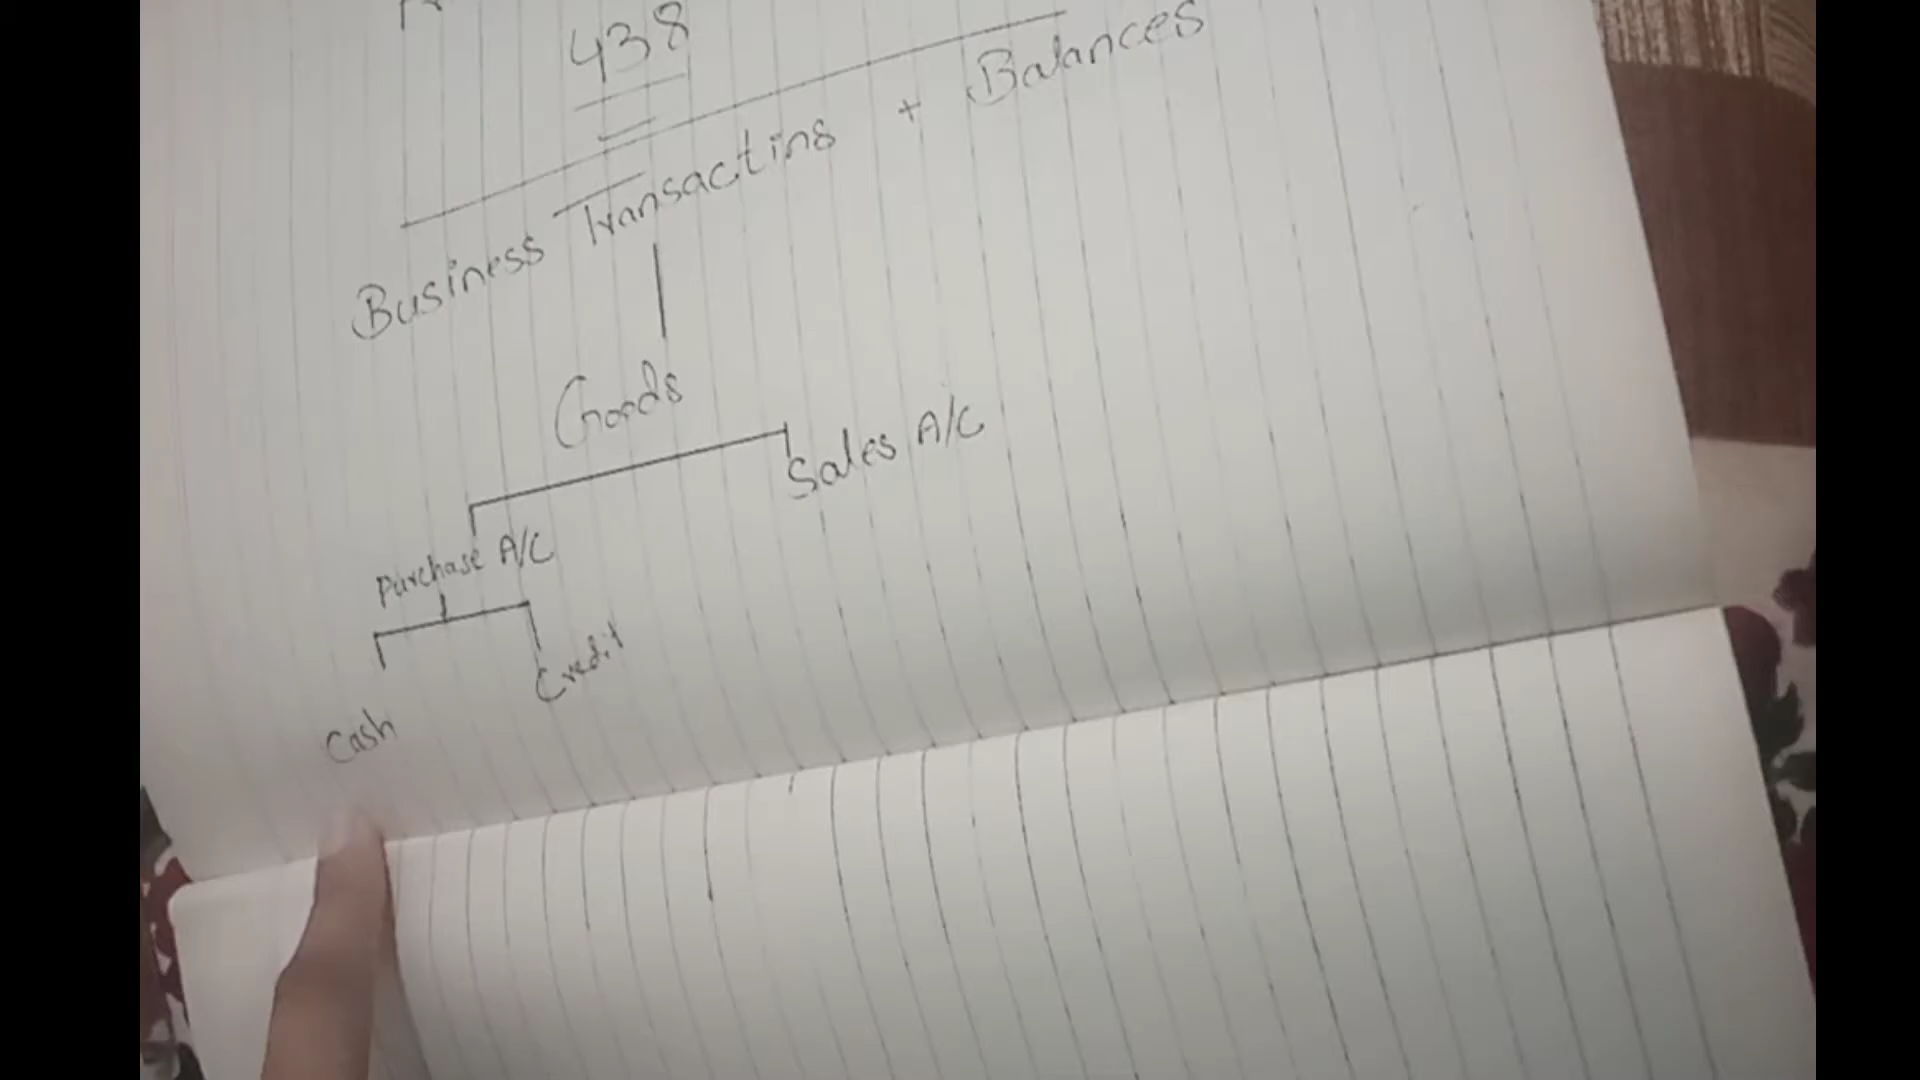 438
Business Transactins + Balances
Goods
Sales A/C
Purchase A/C
Credit
Cash